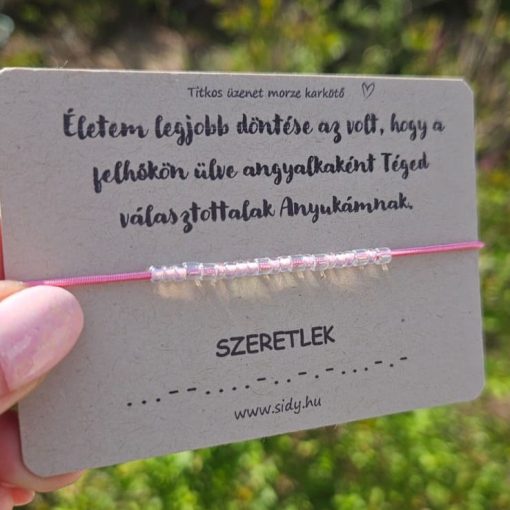 Titkos üzenet morze karkötő
Életem legjobb döntése az volt, hogy a
felhőkön ülve angyalkaként Téged
választottalak Anyukámnak.
SZERETLEK
...--....-..-.-...-.-
www.sidy.hu